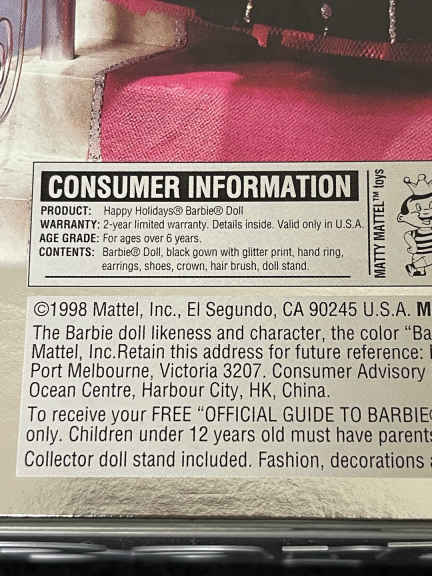 CONSUMER INFORMATION
PRODUCT: Happy Holidays® Barbie® Doll
WARRANTY: 2-year limited warranty. Details inside. Valid only in U.S.A.
AGE GRADE: For ages over 6 years.
CONTENTS: Barbie® Doll, black gown with glitter print, hand ring,
earrings, shoes, crown, hair brush, doll stand.
MATTY MATTEL™ toys
©1998 Mattel, Inc., El Segundo, CA 90245 U.S.A. M
The Barbie doll likeness and character, the color "Ba
Mattel, Inc.Retain this address for future reference:
Port Melbourne, Victoria 3207. Consumer Advisory
Ocean Centre, Harbour City, HK, China.
To receive your FREE "OFFICIAL GUIDE TO BARBIE
only. Children under 12 years old must have parents
Collector doll stand included. Fashion, decorations